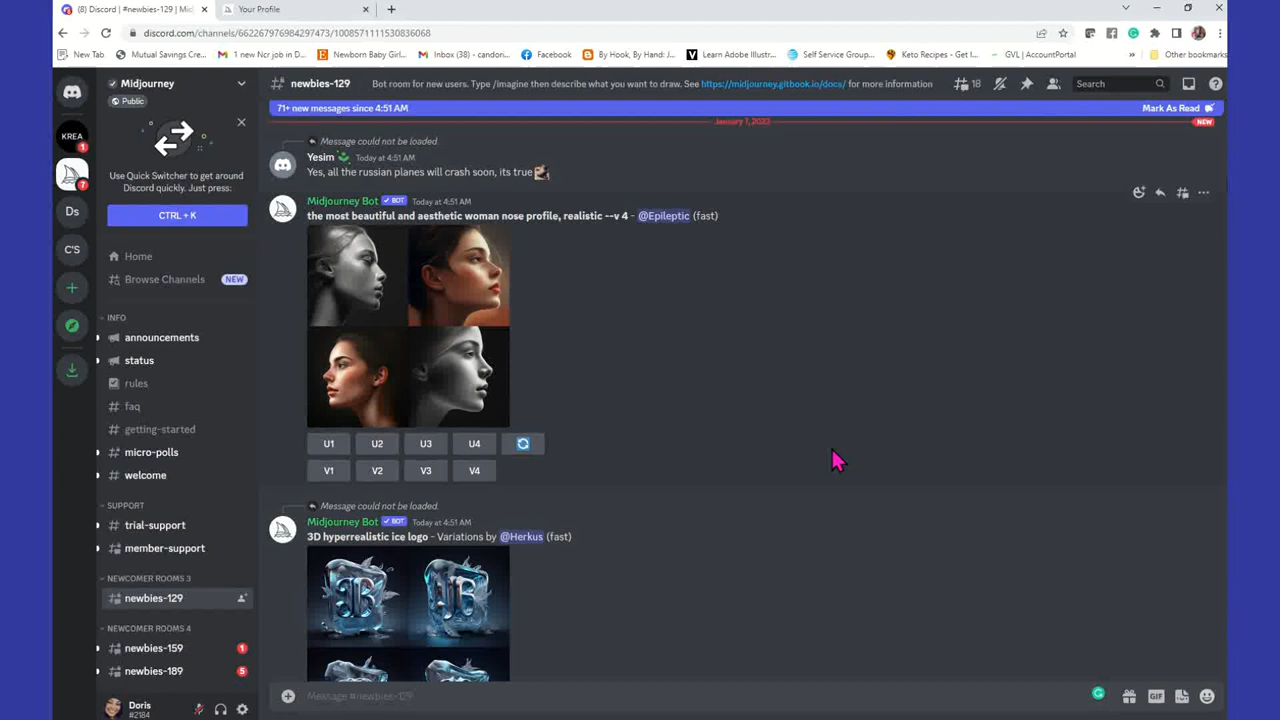 (8) Discord | #newbies-129 | M
Your Profile
discord.com/channels/662267976984297473/1008571111530836068
New Tab
Mutual Savings Cre...
1 new Ncr job in D...
Newborn Baby Girl...
Inbox (38) - candori...
Facebook
By Hook, By Hand: J...
Learn Adobe Illustr...
Self Service Group...
Keto Recipes - Get I...
GVL | AccountPortal
Other bookmarks
Midjourney
Public
# newbies-129
Bot room for new users. Type /imagine then describe what you want to draw. See https://midjourney.gitbook.io/docs/ for more information
18
Search
71+ new messages since 4:51 AM
Mark As Read
January 7, 2023
NEW
KREA
1
7
Ds
C'S
Use Quick Switcher to get around
Discord quickly. Just press:
CTRL + K
Home
Browse Channels
NEW
INFO
announcements
status
rules
faq
getting-started
micro-polls
welcome
SUPPORT
trial-support
member-support
NEWCOMER ROOMS 3
newbies-129
NEWCOMER ROOMS 4
newbies-159
1
newbies-189
5
Doris
#2184
Message could not be loaded.
Yesim Today at 4:51 AM
Yes, all the russian planes will crash soon, its true
Midjourney Bot BOT Today at 4:51 AM
the most beautiful and aesthetic woman nose profile, realistic --v 4 - @Epileptic (fast)
U1 U2 U3 U4
V1 V2 V3 V4
Message could not be loaded.
Midjourney Bot BOT Today at 4:51 AM
3D hyperrealistic ice logo - Variations by @Herkus (fast)
Message #newbies-129
GIF